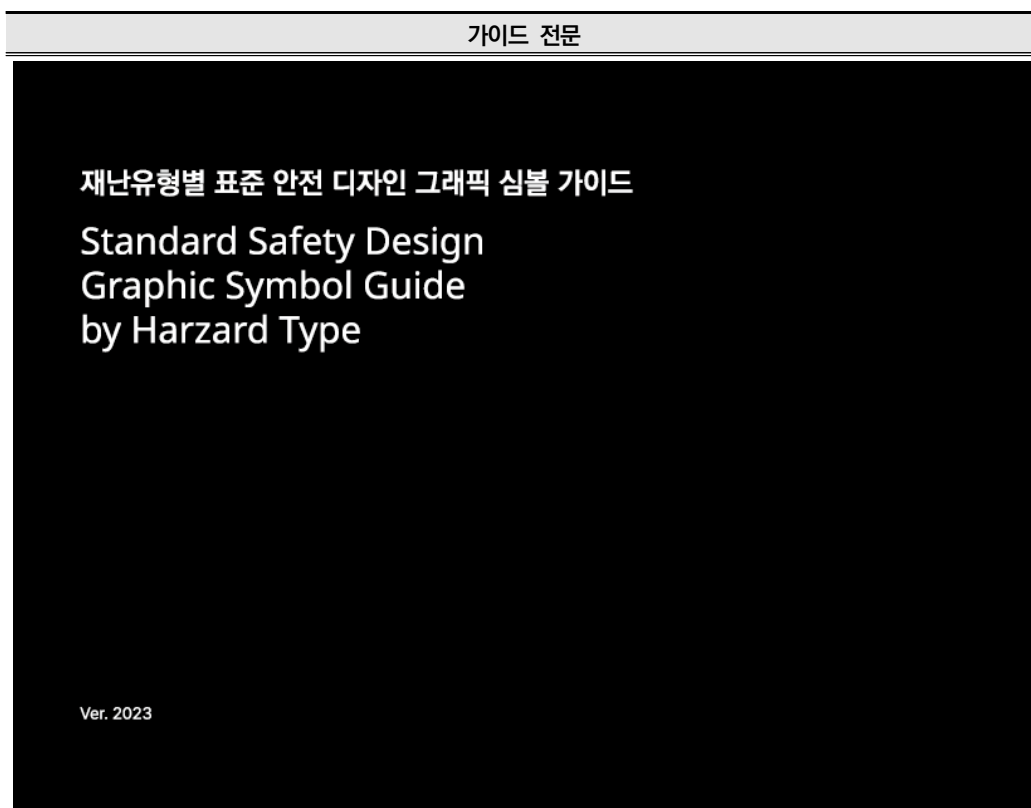 가이드 전문
재난유형별 표준 안전 디자인 그래픽 심볼 가이드
Standard Safety Design
Graphic Symbol Guide
by Harzard Type
Ver. 2023